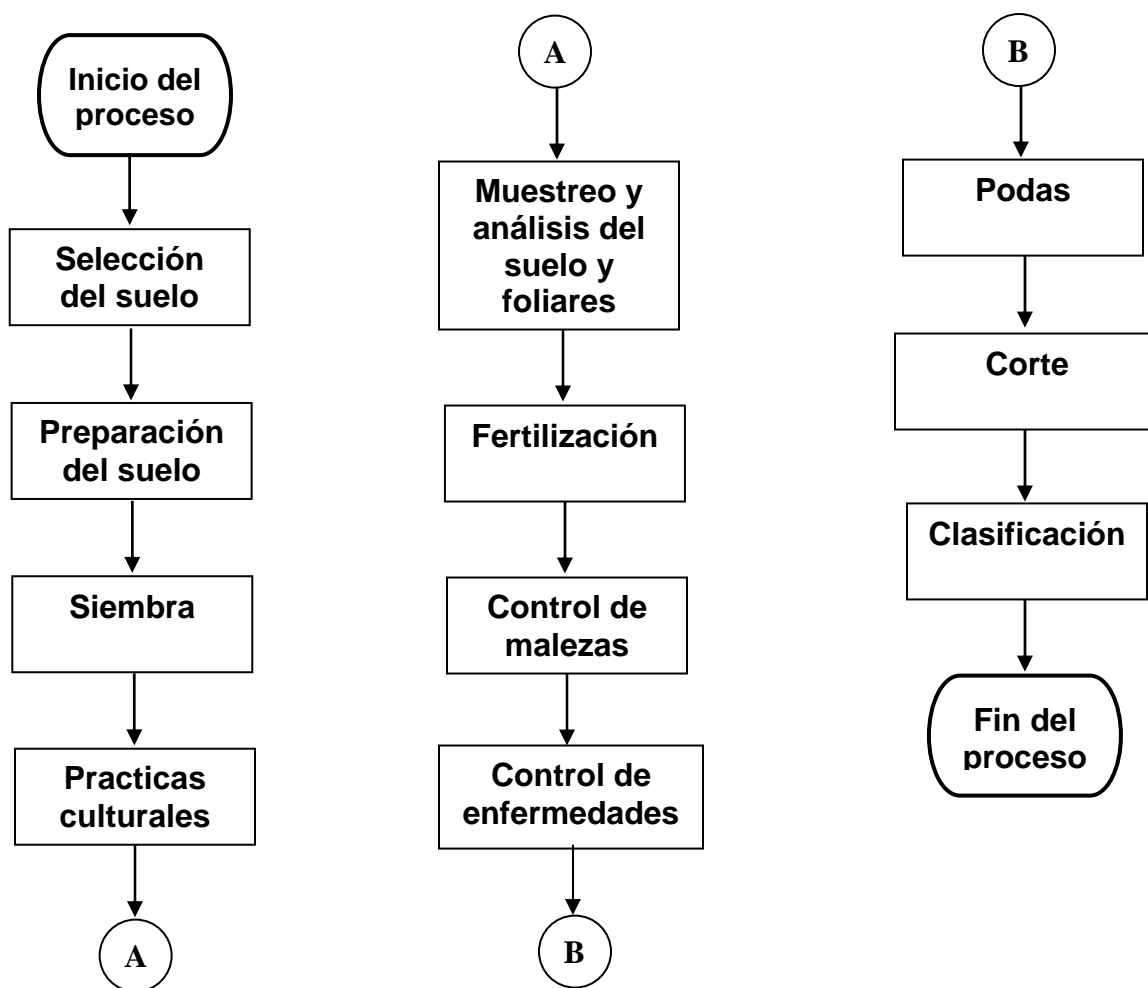 Inicio del
proceso
Selección
del suelo
Preparación
del suelo
Siembra
Practicas
culturales
A
A
Muestreo y
análisis del
suelo y
foliares
Fertilización
Control de
malezas
Control de
enfermedades
B
B
Podas
Corte
Clasificación
Fin del
proceso